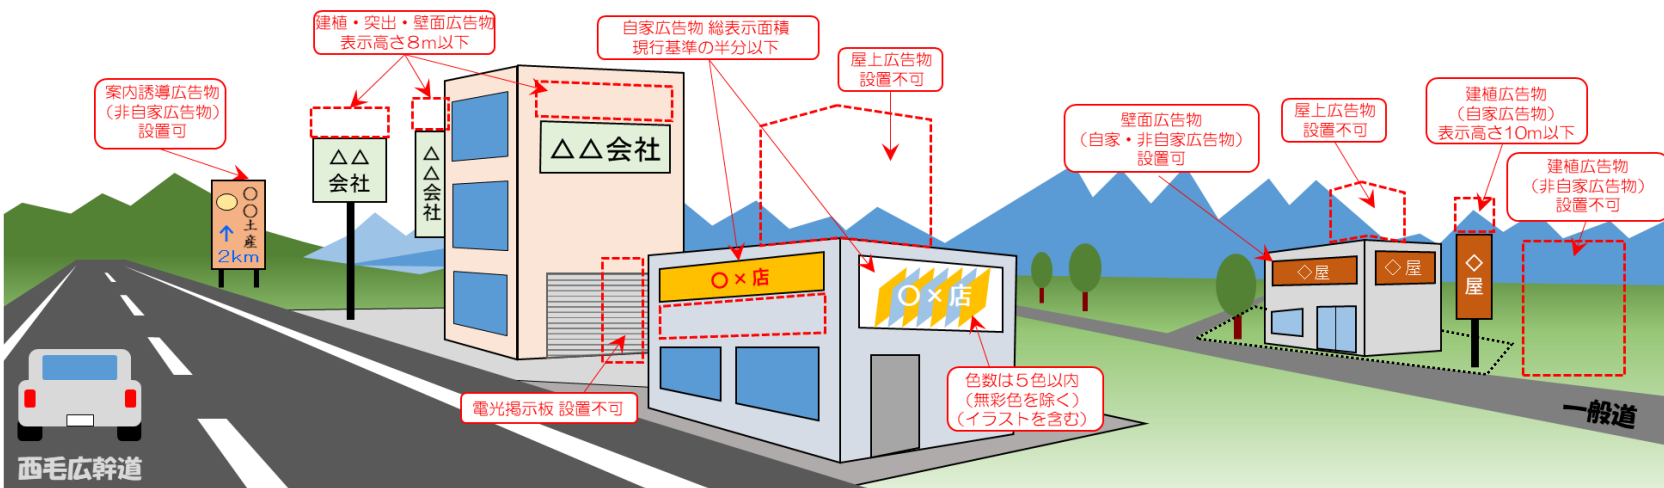 建植・突出・壁面広告物
表示高さ8m以下
自家広告物 総表示面積
現行基準の半分以下
屋上広告物
設置不可
案内誘導広告物
（非自家広告物）
設置可
壁面広告物
（自家・非自家広告物）
設置可
屋上広告物
設置不可
建植広告物
（自家広告物）
表示高さ10m以下
建植広告物
（非自家広告物）
設置不可
〇〇土産
↑
2km
△△
会社
△△会社
△△会社
〇×店
〇×店
◇屋
◇屋
◇屋
電光掲示板 設置不可
色数は５色以内
（無彩色を除く）
（イラストを含む）
一般道
西毛広幹道